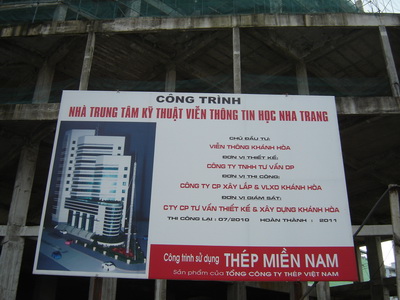 CÔNG TRÌNH
NHÀ TRUNG TÂM KỸ THUẬT VIỄN THÔNG TIN HỌC NHA TRANG
CHỦ ĐẦU TƯ:
VIỄN THÔNG KHÁNH HÒA
ĐƠN VỊ THIẾT KẾ:
CÔNG TY TNHH TƯ VẤN CIP
ĐƠN VỊ THI CÔNG:
CÔNG TY CP XÂY LẮP & VLXD KHÁNH HÒA
ĐƠN VỊ GIÁM SÁT:
CTY CP TƯ VẤN THIẾT KẾ & XÂY DỰNG KHÁNH HÒA
THI CÔNG LẠI : 07/2010 HOÀN THÀNH : 2011
Công trình sử dụng THÉP MIỀN NAM
Sản phẩm của TỔNG CÔNG TY THÉP VIỆT NAM